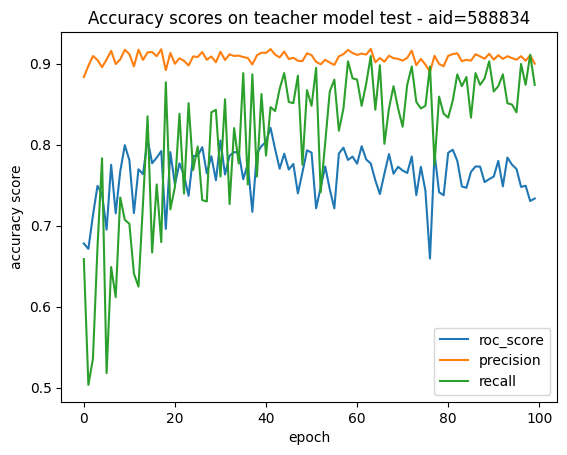 Accuracy scores on teacher model test - aid=588834
accuracy score
0.9
0.8
0.7
0.6
0.5
0
20
40
60
80
100
epoch
roc_score
precision
recall